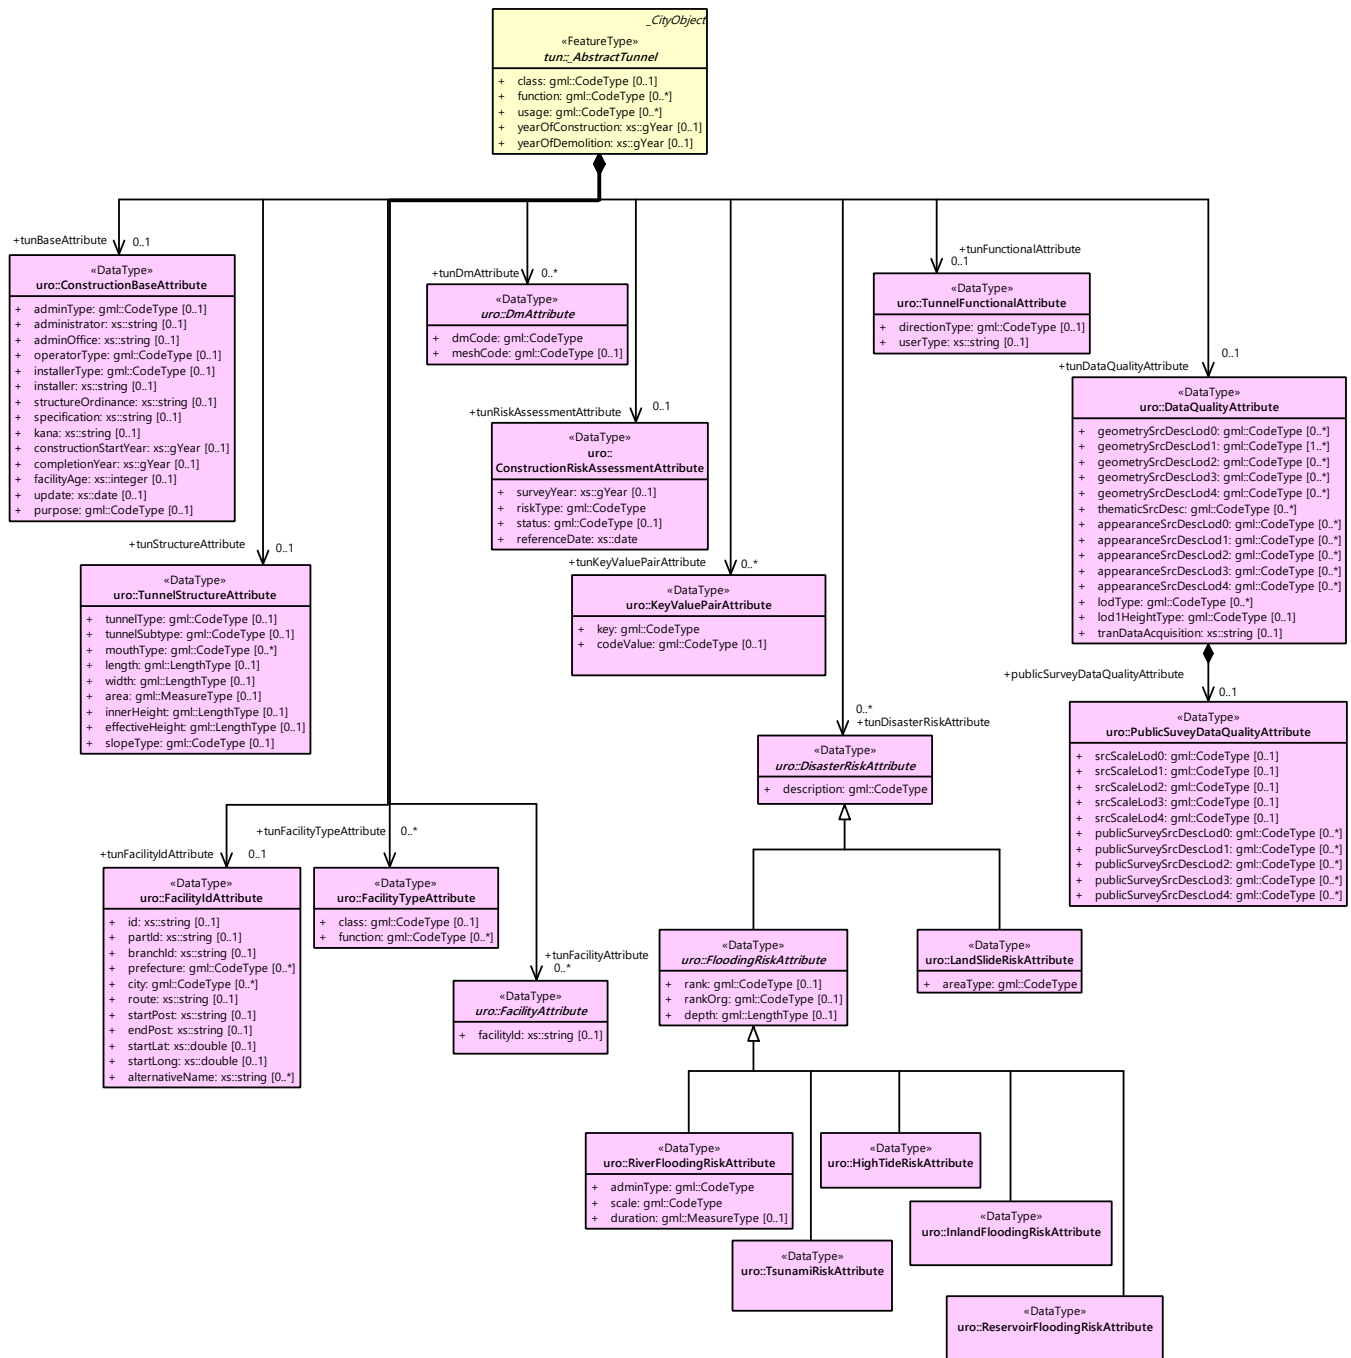 _CityObject
«FeatureType»
tun::_AbstractTunnel
+ class: gml::CodeType [0..1]
+ function: gml::CodeType [0..*]
+ usage: gml::CodeType [0..*]
+ yearOfConstruction: xs::gYear [0..1]
+ yearOfDemolition: xs::gYear [0..1]
+tunBaseAttribute 0..1
«DataType»
uro::ConstructionBaseAttribute
+ adminType: gml::CodeType [0..1]
+ administrator: xs::string [0..1]
+ adminOffice: xs::string [0..1]
+ operatorType: gml::CodeType [0..1]
+ installerType: gml::CodeType [0..1]
+ installer: xs::string [0..1]
+ structureOrdinance: xs::string [0..1]
+ specification: xs::string [0..1]
+ kana: xs::string [0..1]
+ constructionStartYear: xs::gYear [0..1]
+ completionYear: xs::gYear [0..1]
+ facilityAge: xs::integer [0..1]
+ update: xs::date [0..1]
+ purpose: gml::CodeType [0..1]
+tunDmAttribute 0..*
«DataType»
uro::DmAttribute
+ dmCode: gml::CodeType
+ meshCode: gml::CodeType [0..1]
+tunFunctionalAttribute
0..1
«DataType»
uro::TunnelFunctionalAttribute
+ directionType: gml::CodeType [0..1]
+ userType: xs::string [0..1]
+tunDataQualityAttribute 0..1
«DataType»
uro::DataQualityAttribute
+ geometrySrcDescLod0: gml::CodeType [0..*]
+ geometrySrcDescLod1: gml::CodeType [1..*]
+ geometrySrcDescLod2: gml::CodeType [0..*]
+ geometrySrcDescLod3: gml::CodeType [0..*]
+ geometrySrcDescLod4: gml::CodeType [0..*]
+ thematicSrcDesc: gml::CodeType [0..*]
+ appearanceSrcDescLod0: gml::CodeType [0..*]
+ appearanceSrcDescLod1: gml::CodeType [0..*]
+ appearanceSrcDescLod2: gml::CodeType [0..*]
+ appearanceSrcDescLod3: gml::CodeType [0..*]
+ appearanceSrcDescLod4: gml::CodeType [0..*]
+ lodType: gml::CodeType [0..*]
+ lod1HeightType: gml::CodeType [0..1]
+ tranDataAcquisition: xs::string [0..1]
+tunRiskAssessmentAttribute 0..1
«DataType»
uro::
ConstructionRiskAssessmentAttribute
+ surveyYear: xs::gYear [0..1]
+ riskType: gml::CodeType
+ status: gml::CodeType [0..1]
+ referenceDate: xs::date
+tunStructureAttribute 0..1
«DataType»
uro::TunnelStructureAttribute
+ tunnelType: gml::CodeType [0..1]
+ tunnelSubtype: gml::CodeType [0..1]
+ mouthType: gml::CodeType [0..*]
+ length: gml::LengthType [0..1]
+ width: gml::LengthType [0..1]
+ area: gml::MeasureType [0..1]
+ innerHeight: gml::LengthType [0..1]
+ effectiveHeight: gml::LengthType [0..1]
+ slopeType: gml::CodeType [0..1]
+tunKeyValuePairAttribute 0..*
«DataType»
uro::KeyValuePairAttribute
+ key: gml::CodeType
+ codeValue: gml::CodeType [0..1]
+publicSurveyDataQualityAttribute
0..1
«DataType»
uro::PublicSuveyDataQualityAttribute
+ srcScaleLod0: gml::CodeType [0..1]
+ srcScaleLod1: gml::CodeType [0..1]
+ srcScaleLod2: gml::CodeType [0..1]
+ srcScaleLod3: gml::CodeType [0..1]
+ srcScaleLod4: gml::CodeType [0..1]
+ publicSurveySrcDescLod0: gml::CodeType [0..*]
+ publicSurveySrcDescLod1: gml::CodeType [0..*]
+ publicSurveySrcDescLod2: gml::CodeType [0..*]
+ publicSurveySrcDescLod3: gml::CodeType [0..*]
+ publicSurveySrcDescLod4: gml::CodeType [0..*]
0..*
+tunDisasterRiskAttribute
«DataType»
uro::DisasterRiskAttribute
+ description: gml::CodeType
+tunFacilityIdAttribute 0..1
«DataType»
uro::FacilityIdAttribute
+ id: xs::string [0..1]
+ partId: xs::string [0..1]
+ branchId: xs::string [0..1]
+ prefecture: gml::CodeType [0..*]
+ city: gml::CodeType [0..*]
+ route: xs::string [0..1]
+ startPost: xs::string [0..1]
+ endPost: xs::string [0..1]
+ startLat: xs::double [0..1]
+ startLong: xs::double [0..1]
+ alternativeName: xs::string [0..*]
+tunFacilityTypeAttribute 0..*
«DataType»
uro::FacilityTypeAttribute
+ class: gml::CodeType [0..1]
+ function: gml::CodeType [0..*]
+tunFacilityAttribute
0..*
«DataType»
uro::FacilityAttribute
+ facilityId: xs::string [0..1]
«DataType»
uro::FloodingRiskAttribute
+ rank: gml::CodeType [0..1]
+ rankOrg: gml::CodeType [0..1]
+ depth: gml::LengthType [0..1]
«DataType»
uro::LandSlideRiskAttribute
+ areaType: gml::CodeType
«DataType»
uro::RiverFloodingRiskAttribute
+ adminType: gml::CodeType
+ scale: gml::CodeType
+ duration: gml::MeasureType [0..1]
«DataType»
uro::HighTideRiskAttribute
«DataType»
uro::InlandFloodingRiskAttribute
«DataType»
uro::TsunamiRiskAttribute
«DataType»
uro::ReservoirFloodingRiskAttribute